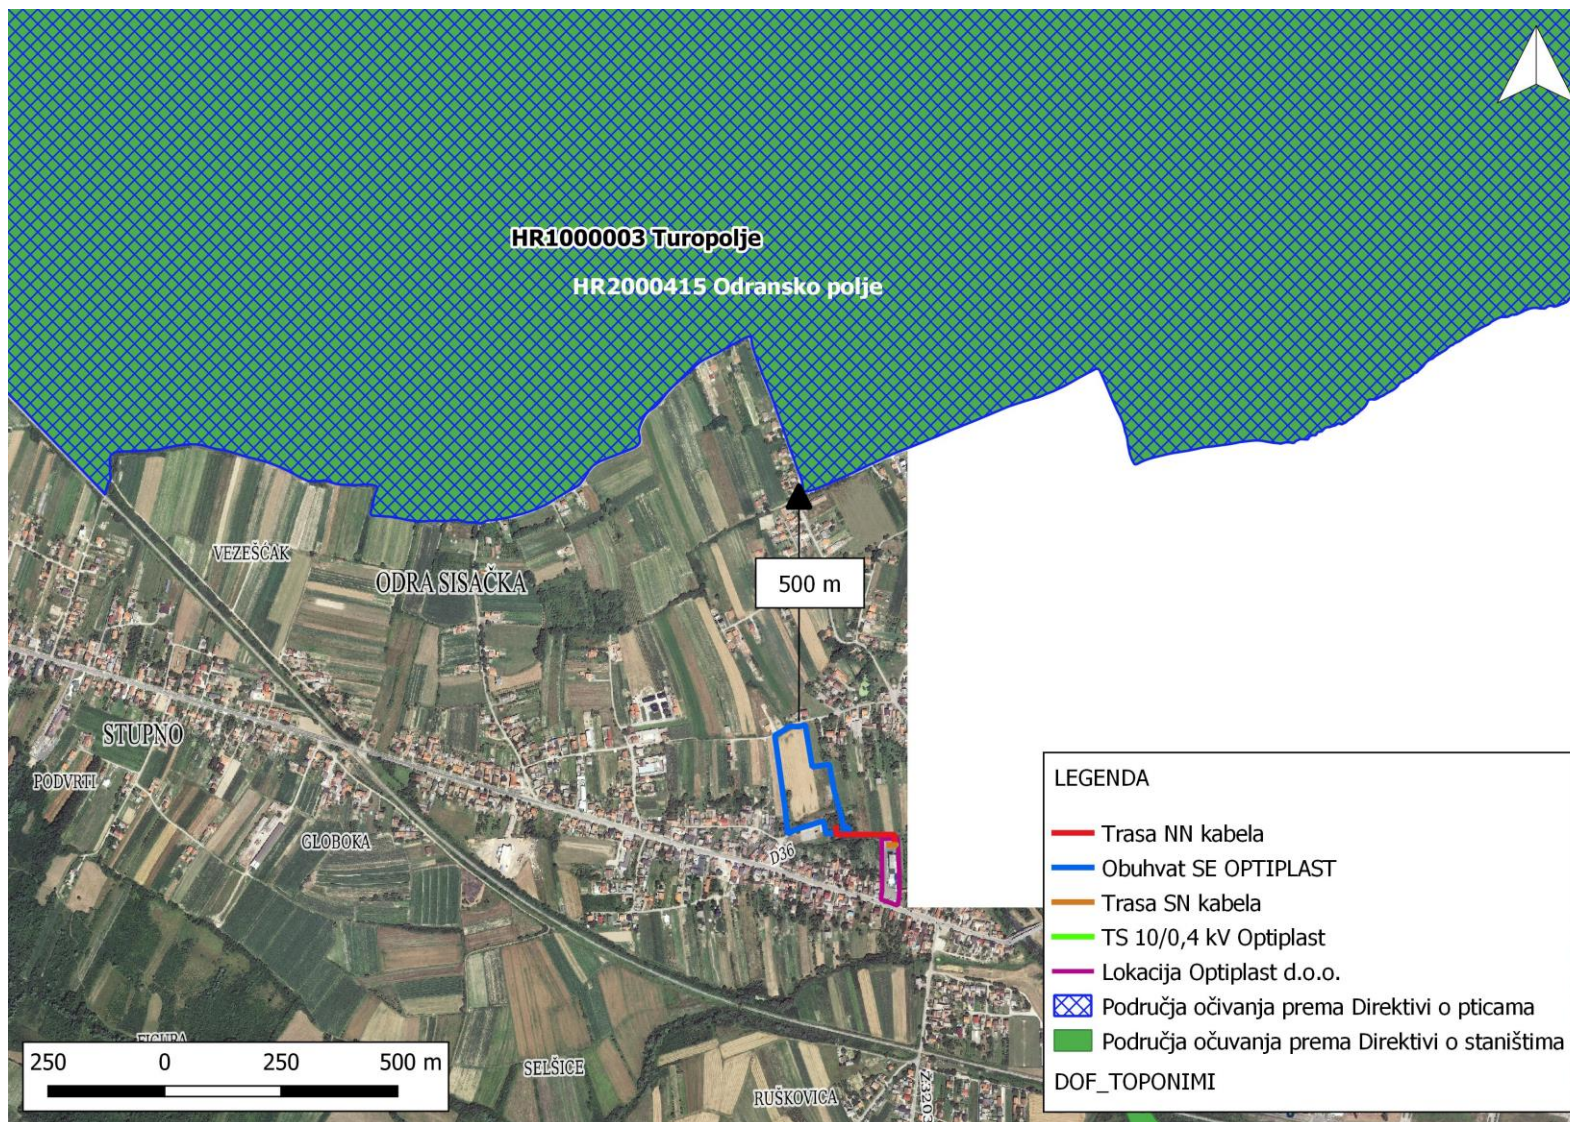 HR1000003 Turopolje
HR2000415 Odransko polje
VEZEŠĆAK
ODRA SISAČKA
500 m
STUPNO
PODVRTI
GLOBOKA
D36
SELŠICE
RUŠKOVICA
Z3203
250 0 250 500 m
LEGENDA
Trasa NN kabela
Obuhvat SE OPTIPLAST
Trasa SN kabela
TS 10/0,4 kV Optiplast
Lokacija Optiplast d.o.o.
Područja očivanja prema Direktivi o pticama
Područja očuvanja prema Direktivi o staništima
DOF_TOPONIMI